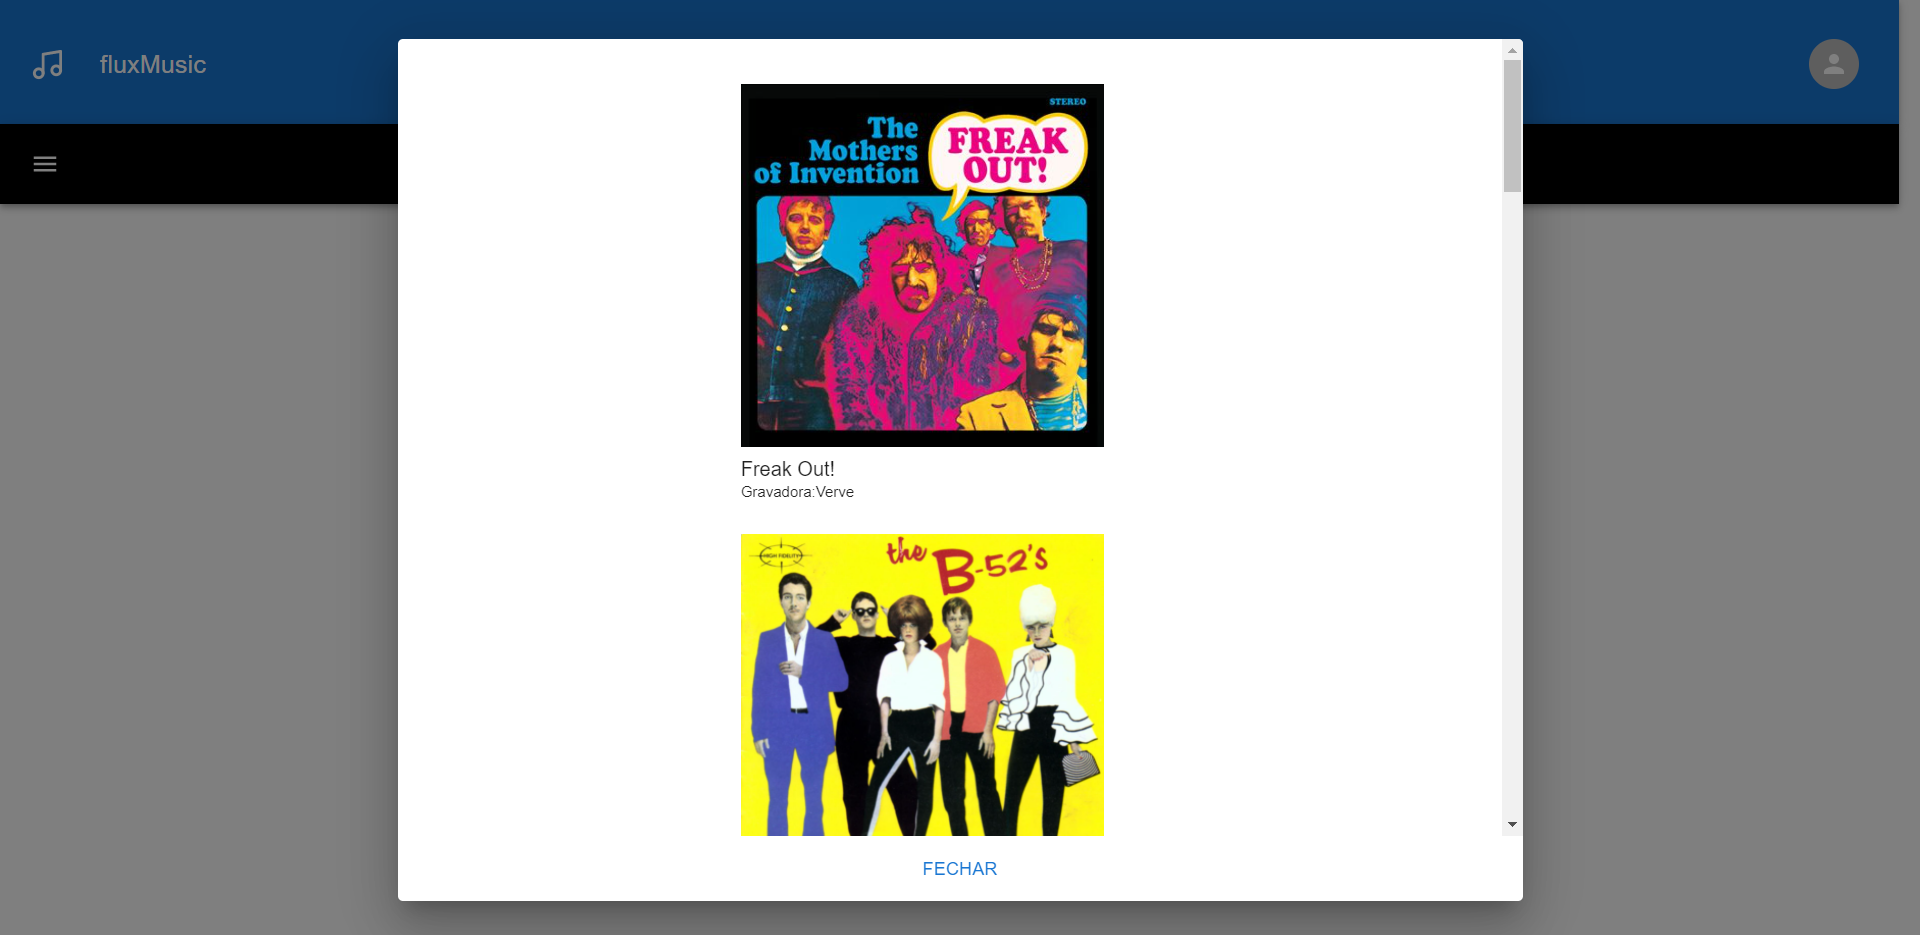 fluxMusic
STEREO
The
Mothers
of Invention
FREAK
OUT!
Freak Out!
Gravadora:Verve
HIGH FIDELITY
the
B-52's
FECHAR